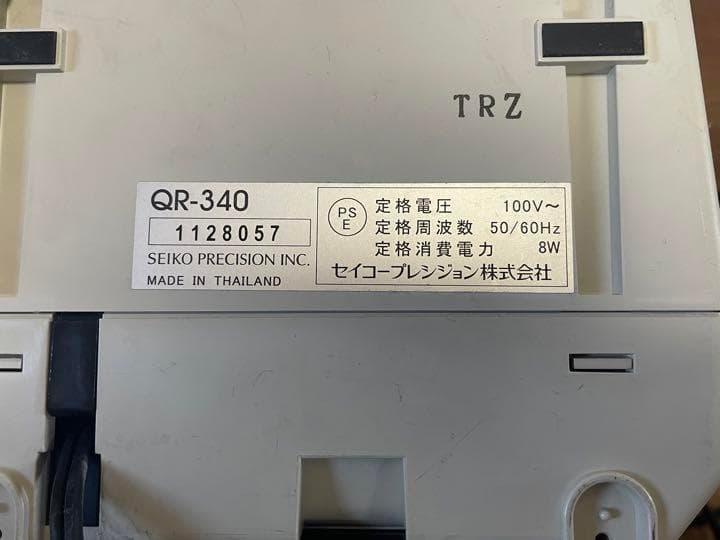 TRZ
QR-340
1128057
SEIKO PRECISION INC.
MADE IN THAILAND
PS
E
定格電圧 100V～
定格周波数 50/60Hz
定格消費電力 8W
セイコープレシジョン株式会社